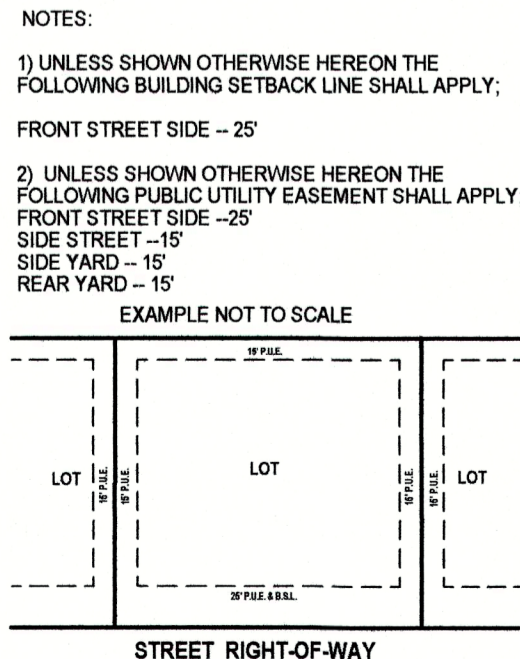 NOTES:
1) UNLESS SHOWN OTHERWISE HEREON THE
FOLLOWING BUILDING SETBACK LINE SHALL APPLY;
FRONT STREET SIDE -- 25'
2) UNLESS SHOWN OTHERWISE HEREON THE
FOLLOWING PUBLIC UTILITY EASEMENT SHALL APPLY;
FRONT STREET SIDE --25'
SIDE STREET --15'
SIDE YARD -- 15'
REAR YARD -- 15'
EXAMPLE NOT TO SCALE
15' P.U.E.
LOT
15' P.U.E.
15' P.U.E.
LOT
15' P.U.E.
15' P.U.E.
LOT
25' P.U.E. & B.S.L.
STREET RIGHT-OF-WAY